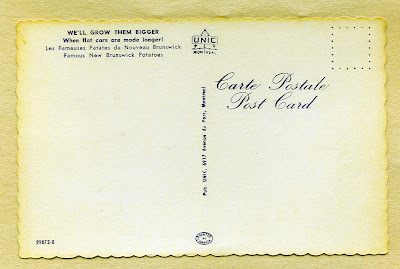 WE'LL GROW THEM BIGGER
When flat cars are made longer!
Les Fameuses Patates du Nouveau Brunswick
Famous New Brunswick Potatoes
UNIC
MONTREAL
Carte Postale
Post Card
Pub. UNIC, 6917 Avenue du Parc, Montreal
29872-B